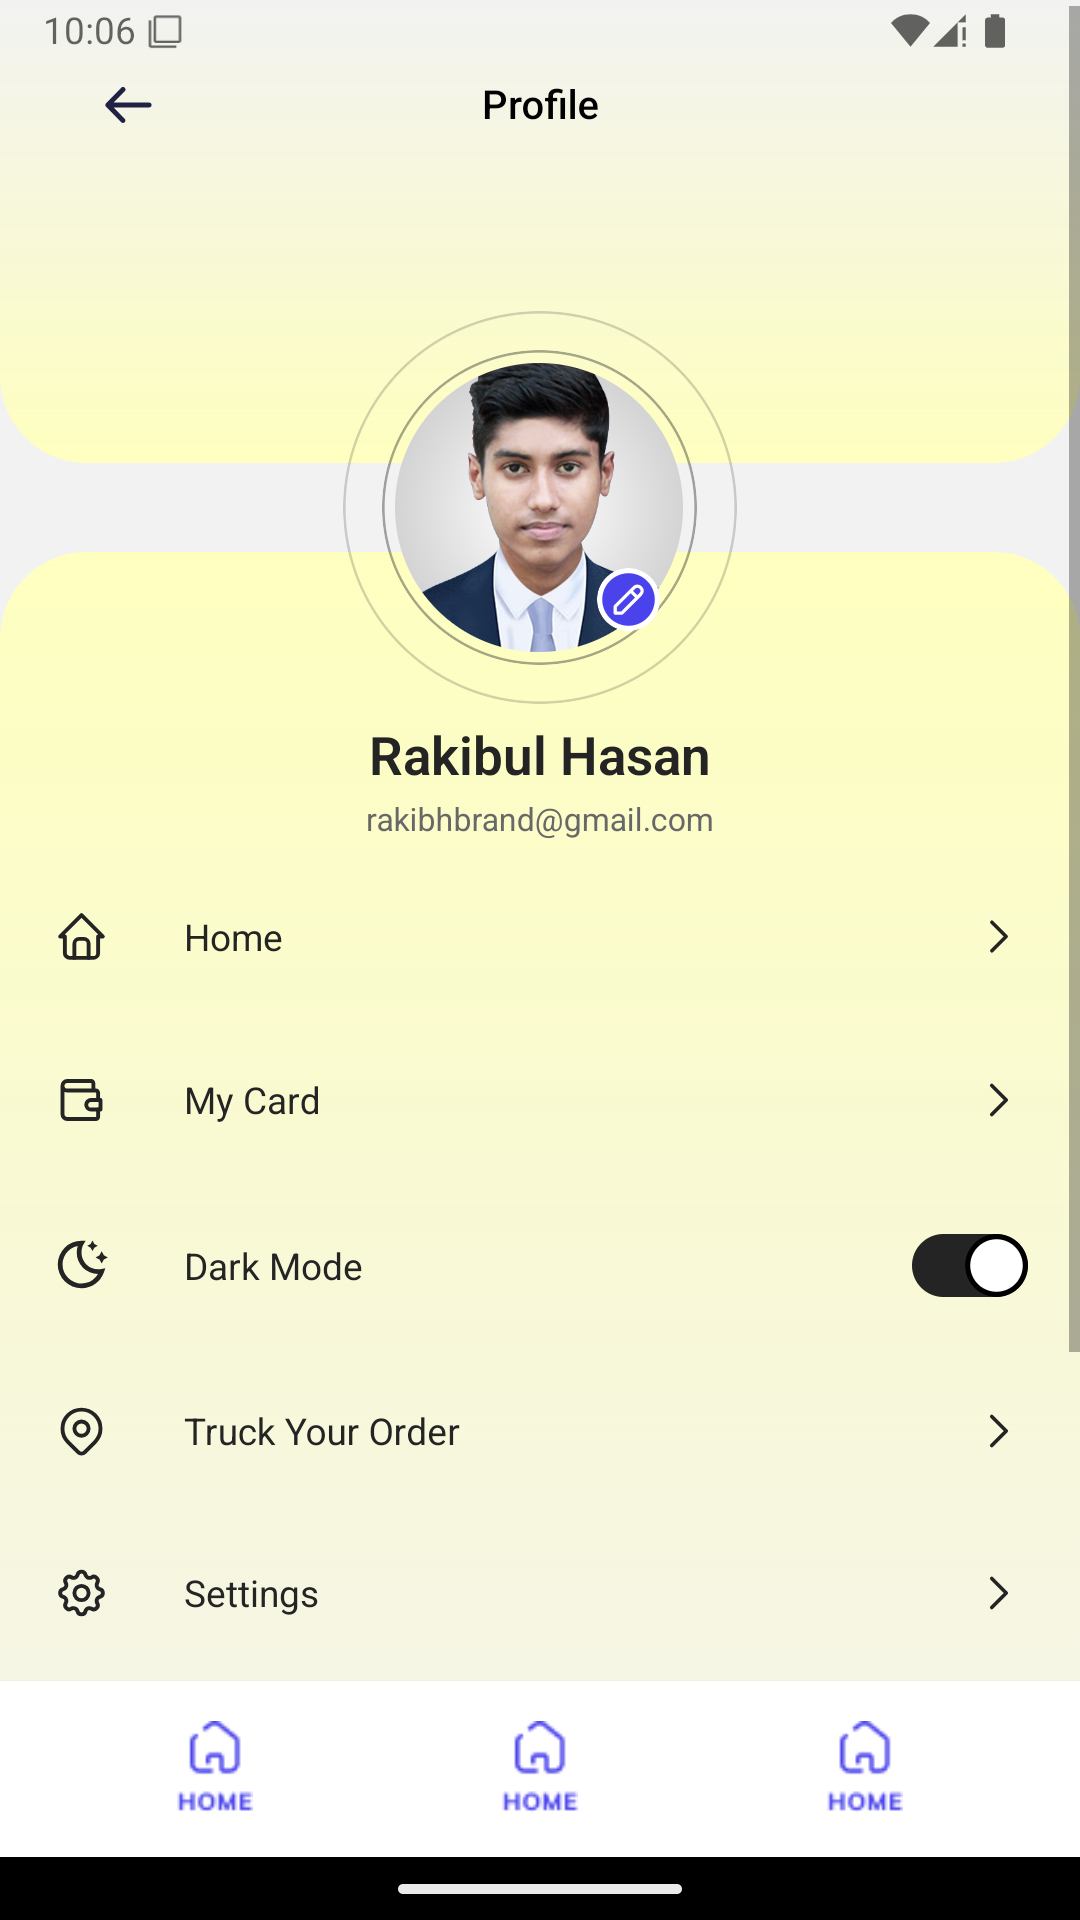 10:06
Profile
Rakibul Hasan
rakibhbrand@gmail.com
Home
My Card
Dark Mode
Truck Your Order
Settings
HOME HOME HOME